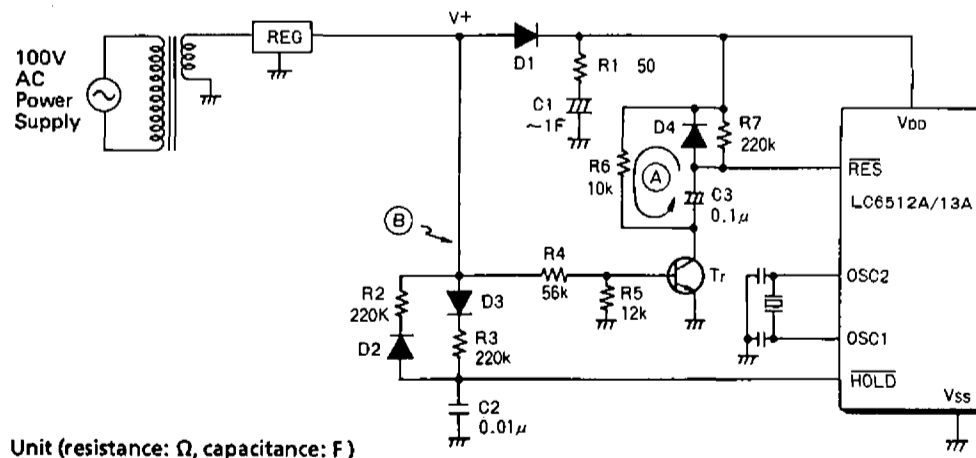 100V
AC
Power
Supply
REG
V+
D1
R1 50
C1
~1F
VDD
D4
R7
220k
R6
10k
A
C3
0.1μ
RES
LC6512A/13A
B
R4
56k
R5
12k
Tr
OSC2
R2
220K
D3
D2
R3
220k
OSC1
HOLD
C2
0.01μ
VSS
Unit (resistance: Ω, capacitance: F)